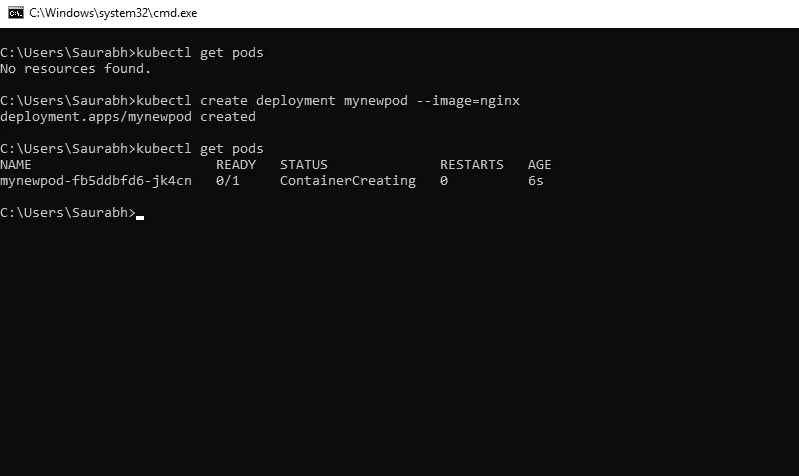 C:\Windows\system32\cmd.exe
C:\Users\Saurabh>kubectl get pods
No resources found.
C:\Users\Saurabh>kubectl create deployment mynewpod --image=nginx
deployment.apps/mynewpod created
C:\Users\Saurabh>kubectl get pods
NAME                       READY   STATUS              RESTARTS   AGE
mynewpod-fb5ddbfd6-jk4cn   0/1     ContainerCreating   0          6s
C:\Users\Saurabh>